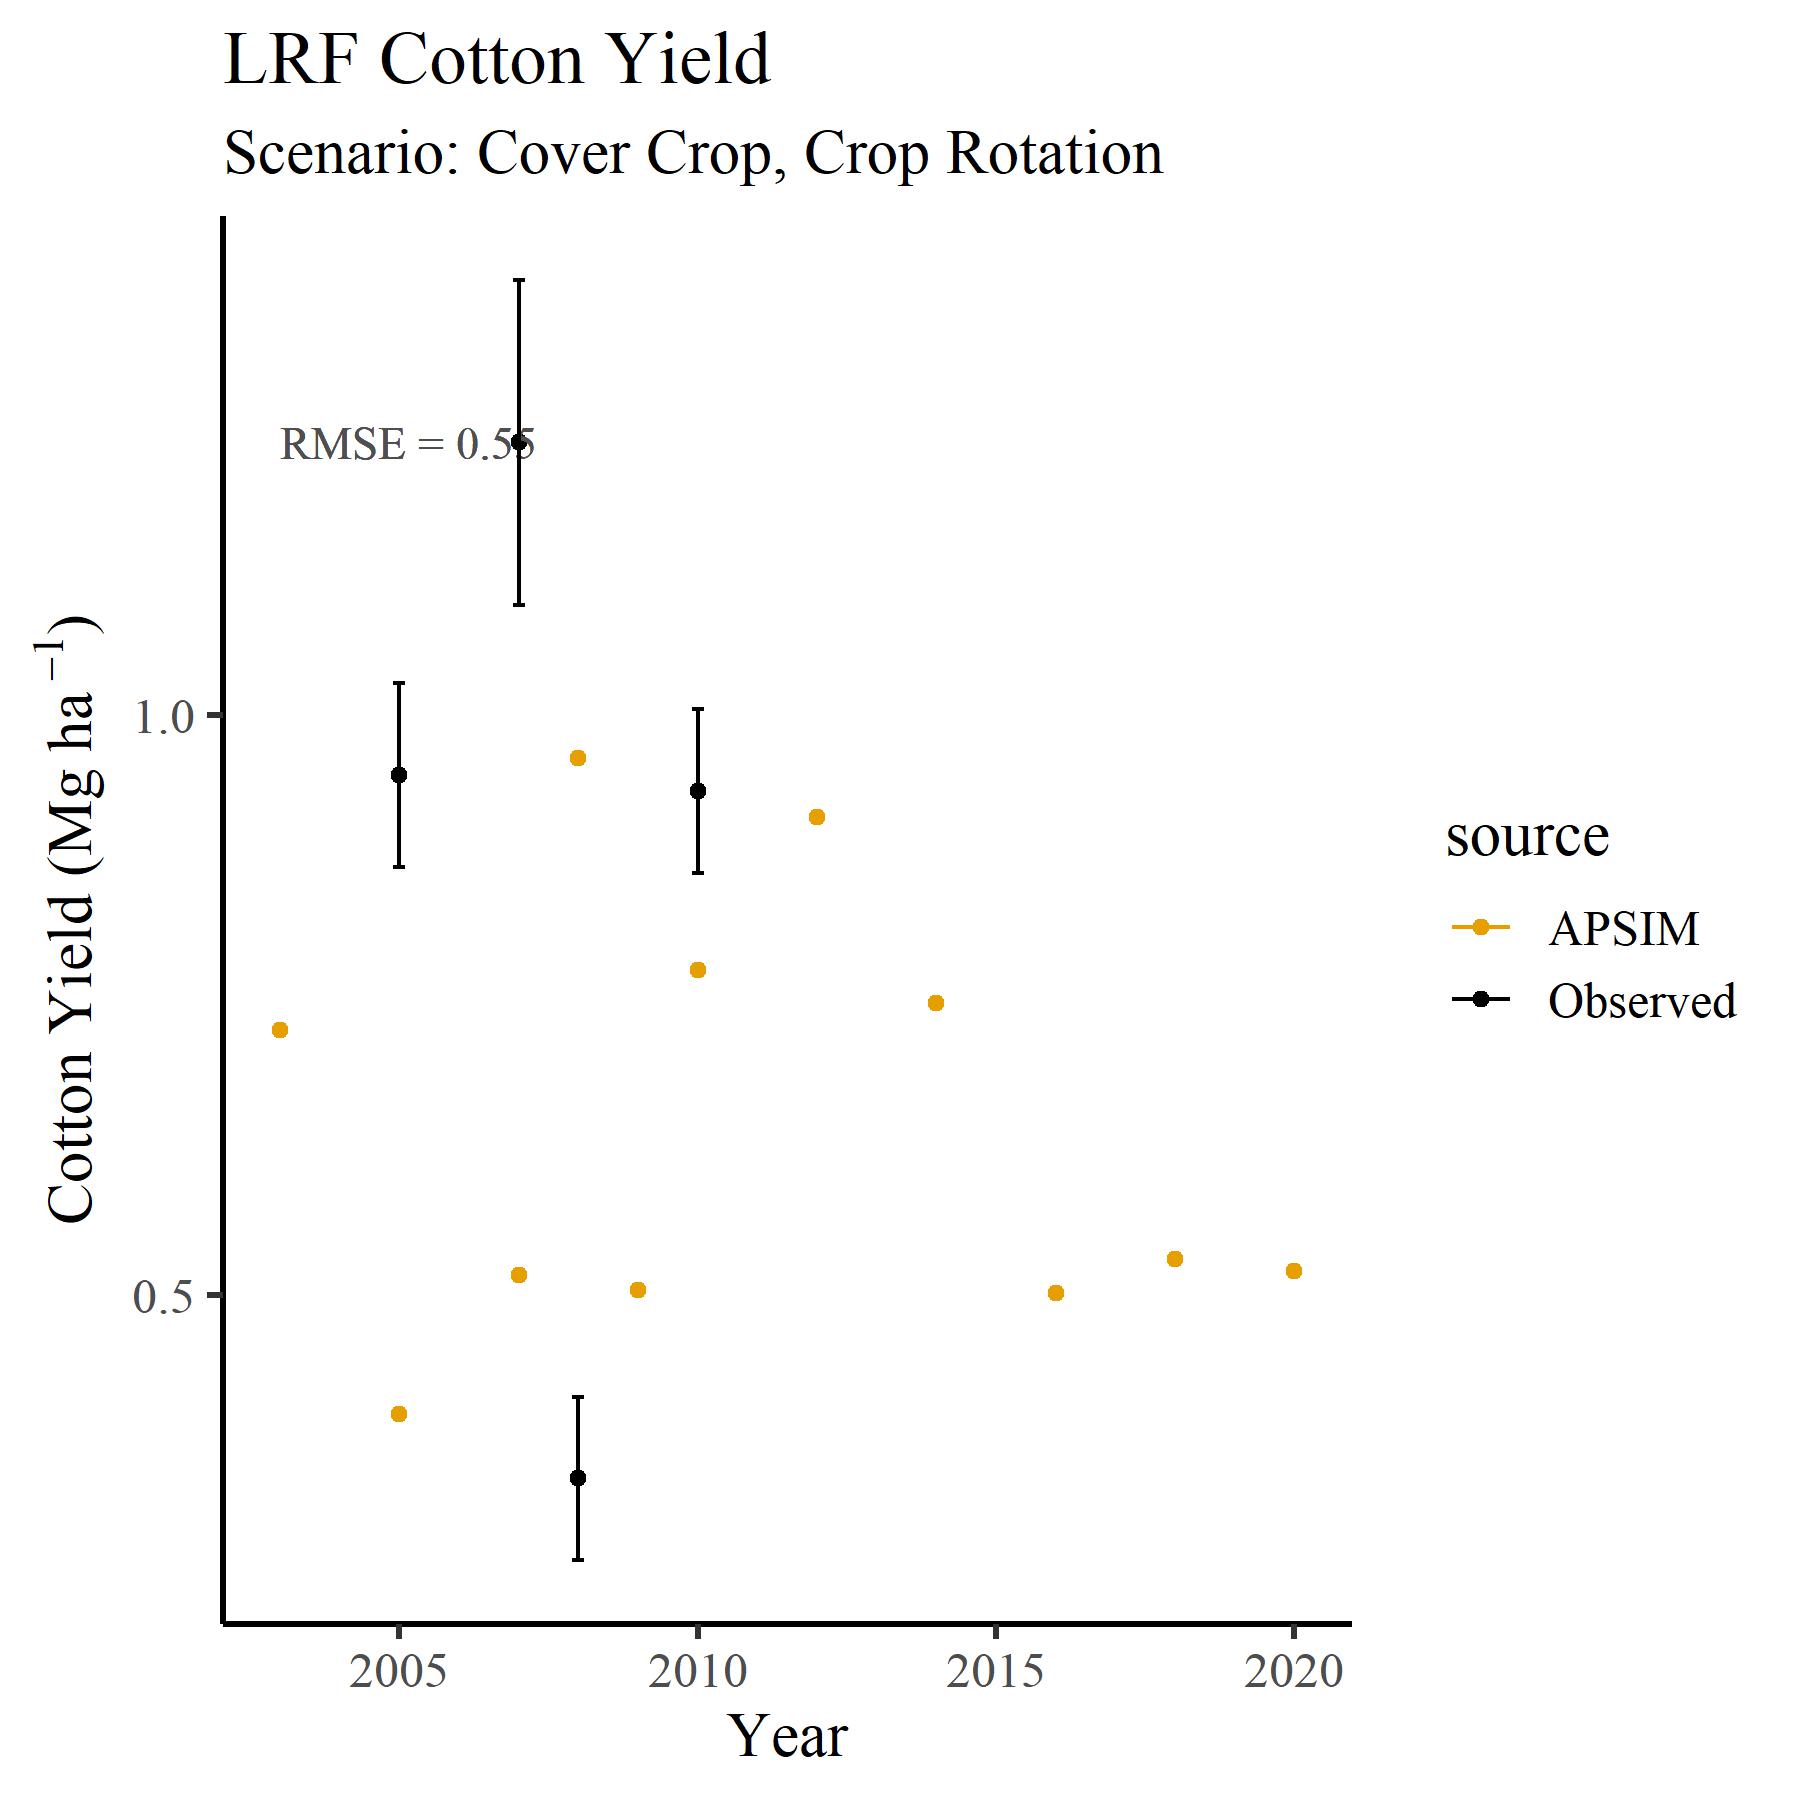 LRF Cotton Yield
Scenario: Cover Crop, Crop Rotation
RMSE = 0.55
Cotton Yield (Mg ha⁻¹)
1.0
0.5
2005
2010
2015
2020
Year
source
APSIM
Observed